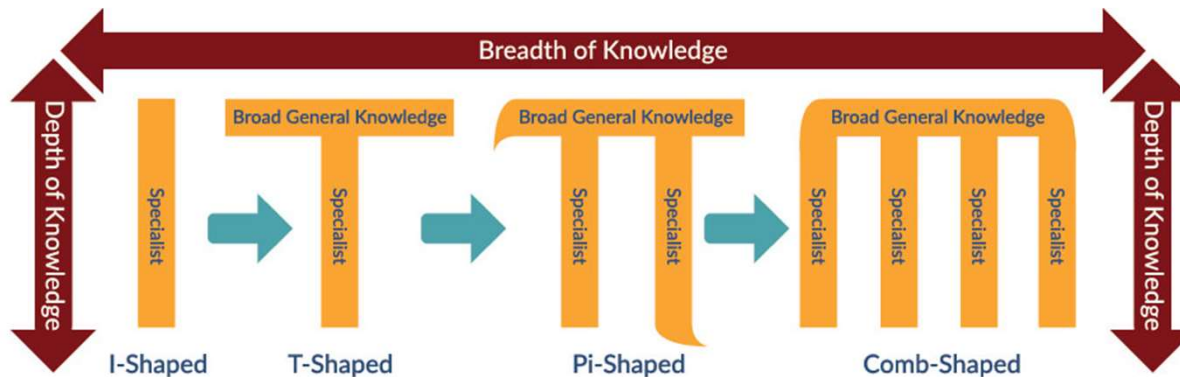 Breadth of Knowledge
Depth of Knowledge
Depth of Knowledge
Broad General Knowledge
Broad General Knowledge
Broad General Knowledge
Specialist
Specialist
Specialist
Specialist
Specialist
Specialist
Specialist
Specialist
I-Shaped
T-Shaped
Pi-Shaped
Comb-Shaped